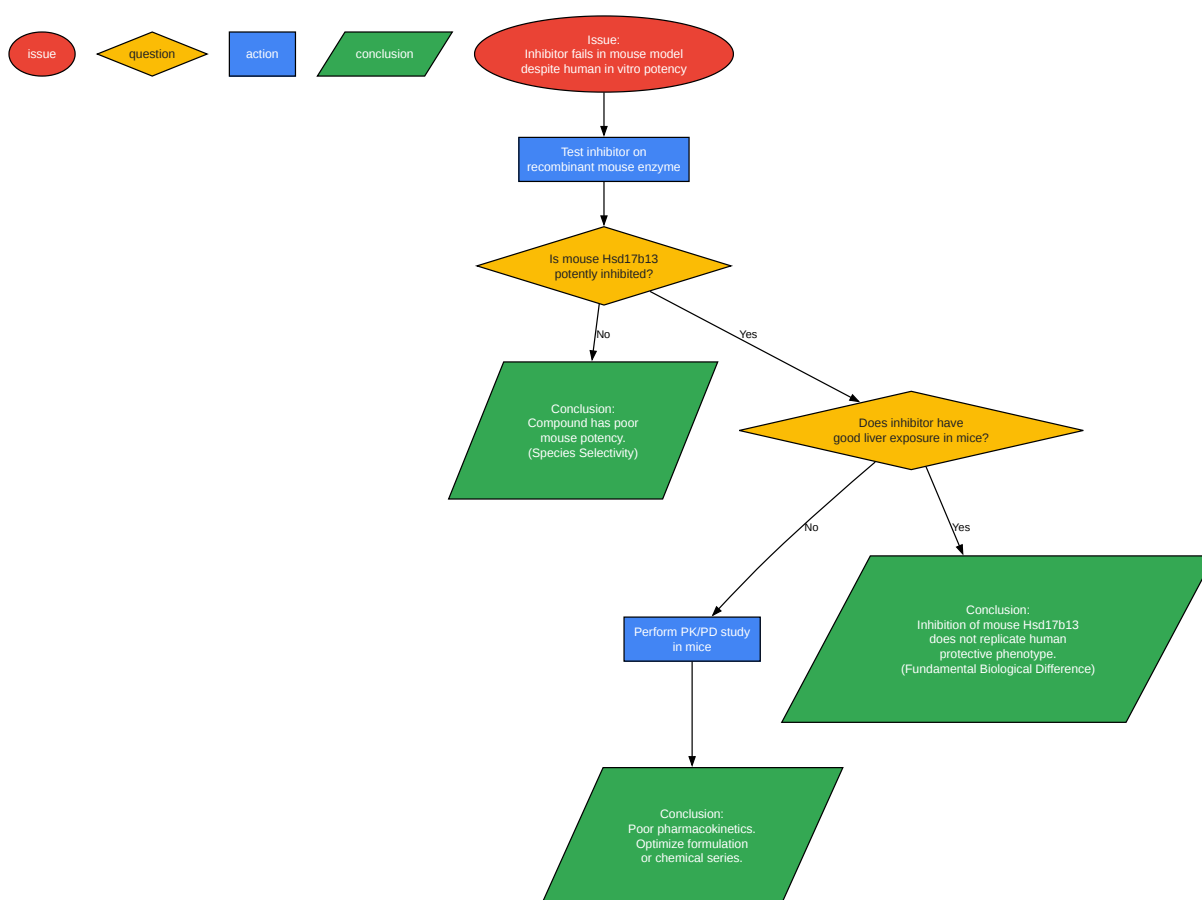 issue
question
action
conclusion
Issue:
Inhibitor fails in mouse model
despite human in vitro potency
Test inhibitor on
recombinant mouse enzyme
Is mouse Hsd17b13
potently inhibited?
No
Yes
Conclusion:
Compound has poor
mouse potency.
(Species Selectivity)
Does inhibitor have
good liver exposure in mice?
No
Yes
Conclusion:
Inhibition of mouse Hsd17b13
does not replicate human
protective phenotype.
(Fundamental Biological Difference)
Perform PK/PD study
in mice
Conclusion:
Poor pharmacokinetics.
Optimize formulation
or chemical series.